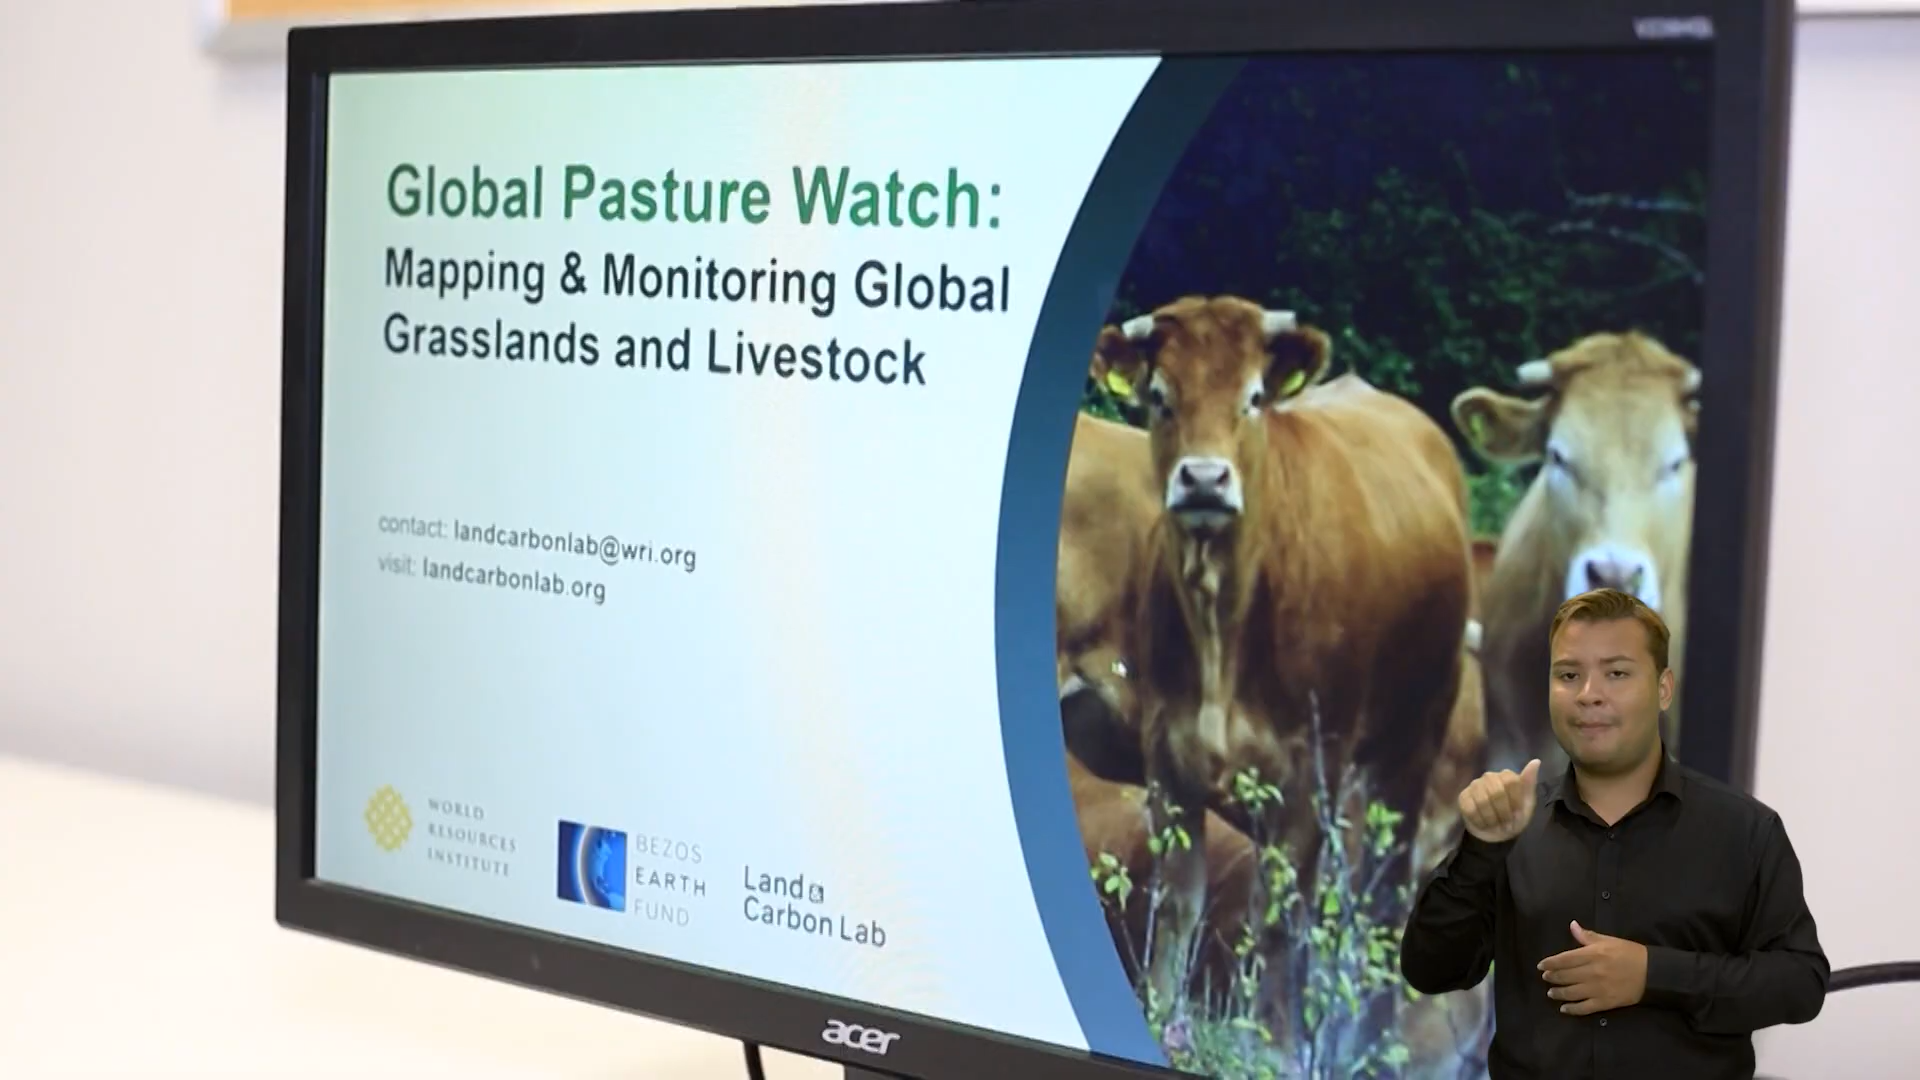 Global Pasture Watch:
Mapping & Monitoring Global
Grasslands and Livestock
contact: landcarbonlab@wri.org
visit: landcarbonlab.org
WORLD
RESOURCES
INSTITUTE
BEZOS
EARTH
FUND
Land &
Carbon Lab
acer